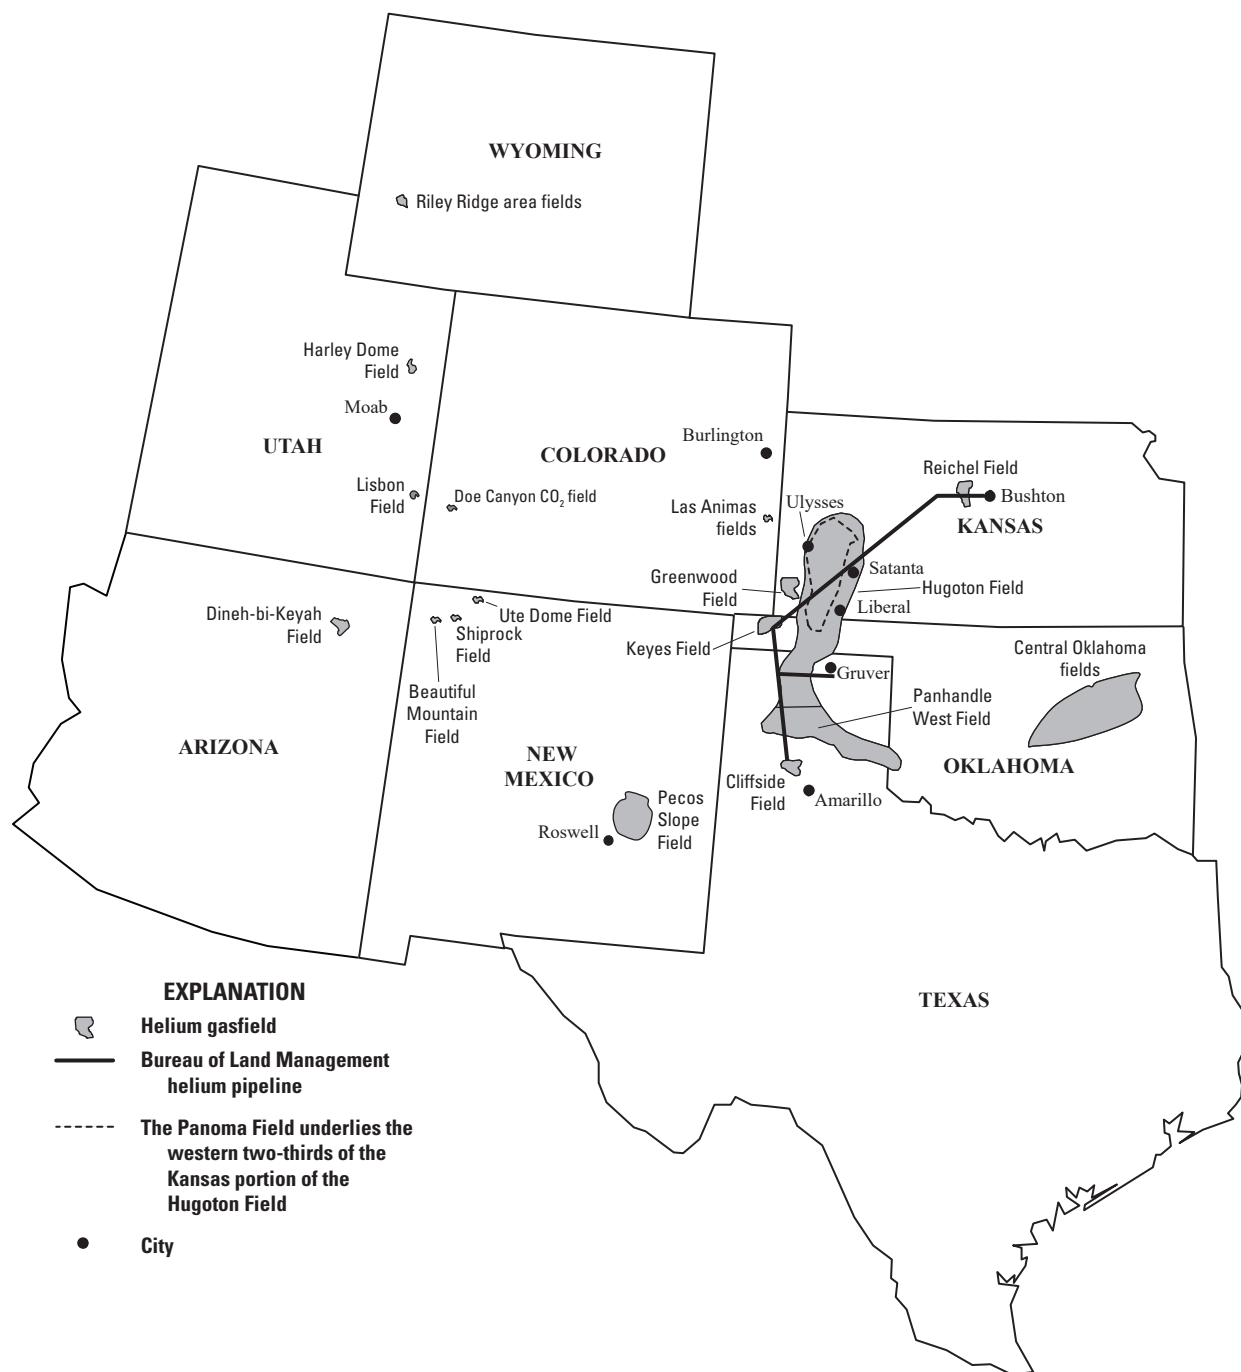 WYOMING
Riley Ridge area fields
Harley Dome
Field
Moab
UTAH
Lisbon
Field
COLORADO
Doe Canyon CO₂ field
Burlington
Las Animas
fields
Ulysses
Reichel Field
Bushton
KANSAS
Satanta
Hugoton Field
Liberal
Greenwood
Field
Keyes Field
Dineh-bi-Keyah
Field
Ute Dome Field
Shiprock
Field
Beautiful
Mountain
Field
ARIZONA
NEW
MEXICO
Pecos
Slope
Field
Roswell
Gruver
Central Oklahoma
fields
Panhandle
West Field
OKLAHOMA
Cliffside
Field
Amarillo
TEXAS
EXPLANATION
Helium gasfield
Bureau of Land Management
helium pipeline
The Panoma Field underlies the
western two-thirds of the
Kansas portion of the
Hugoton Field
City